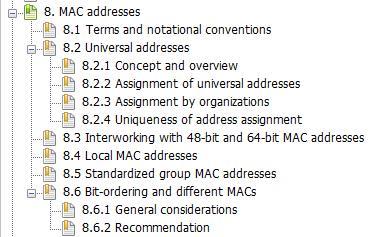 8. MAC addresses
8.1 Terms and notational conventions
8.2 Universal addresses
8.2.1 Concept and overview
8.2.2 Assignment of universal addresses
8.2.3 Assignment by organizations
8.2.4 Uniqueness of address assignment
8.3 Interworking with 48-bit and 64-bit MAC addresses
8.4 Local MAC addresses
8.5 Standardized group MAC addresses
8.6 Bit-ordering and different MACs
8.6.1 General considerations
8.6.2 Recommendation